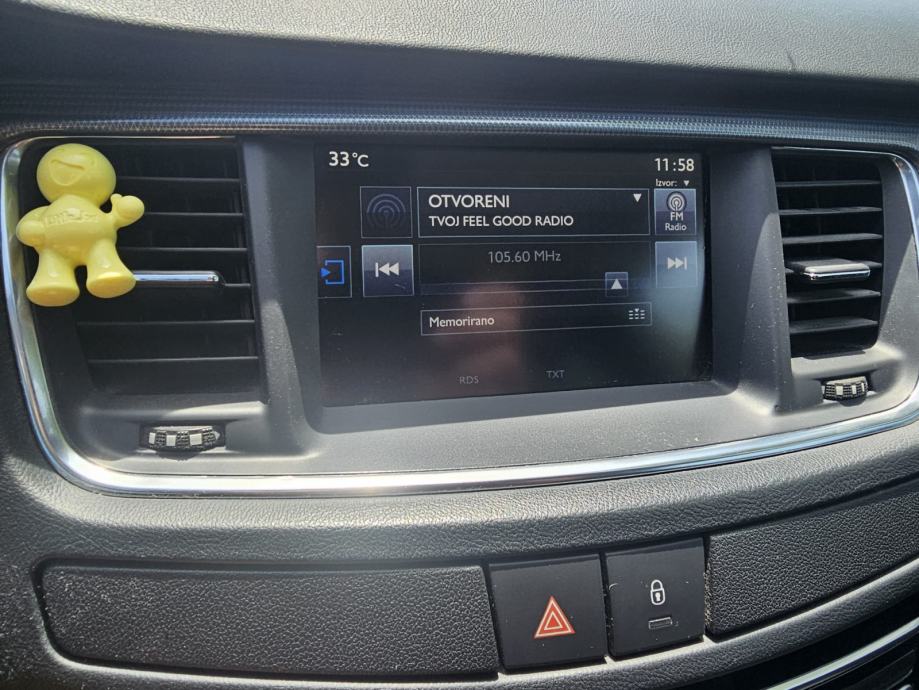 33°C
11:58
Izvor: ▼
OTVORENI ▼
TVOJ FEEL GOOD RADIO
FM
Radio
105.60 MHz
Memorirano
RDS
TXT